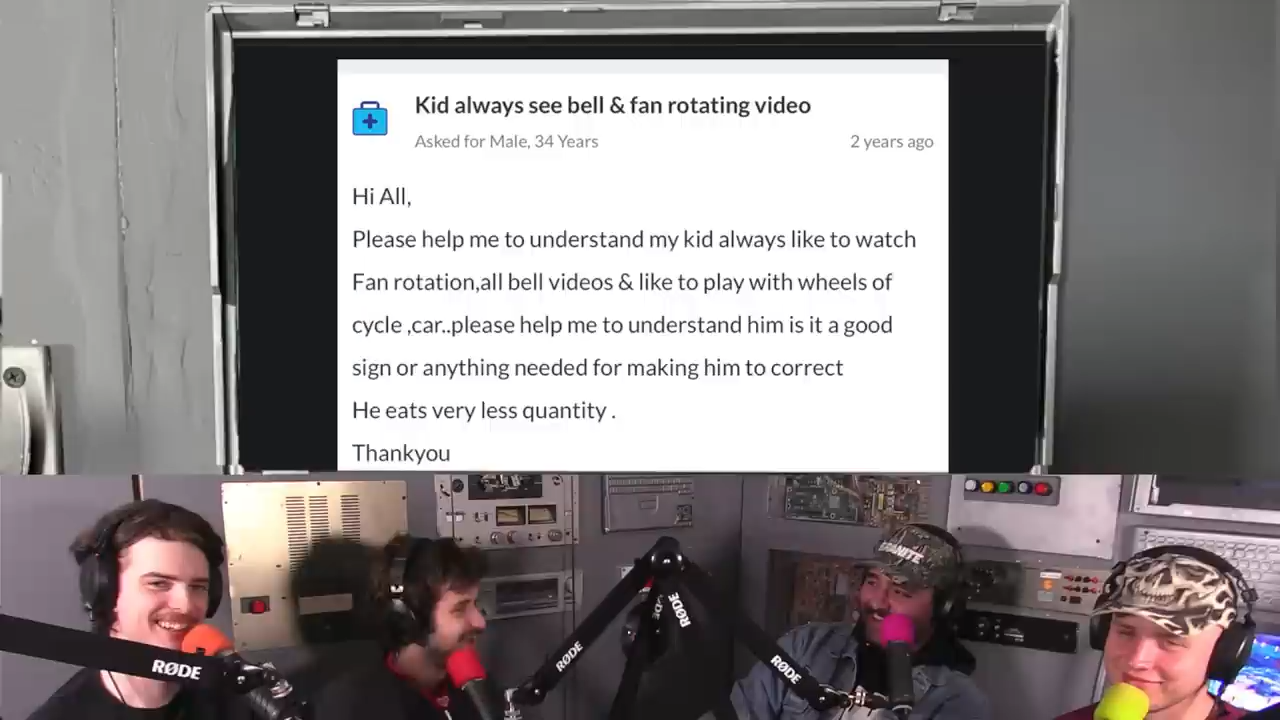 Kid always see bell & fan rotating video
Asked for Male, 34 Years
2 years ago
Hi All,
Please help me to understand my kid always like to watch
Fan rotation,all bell videos & like to play with wheels of
cycle ,car..please help me to understand him is it a good
sign or anything needed for making him to correct
He eats very less quantity .
Thankyou
RØDE
RØDE
RØDE
RØDE